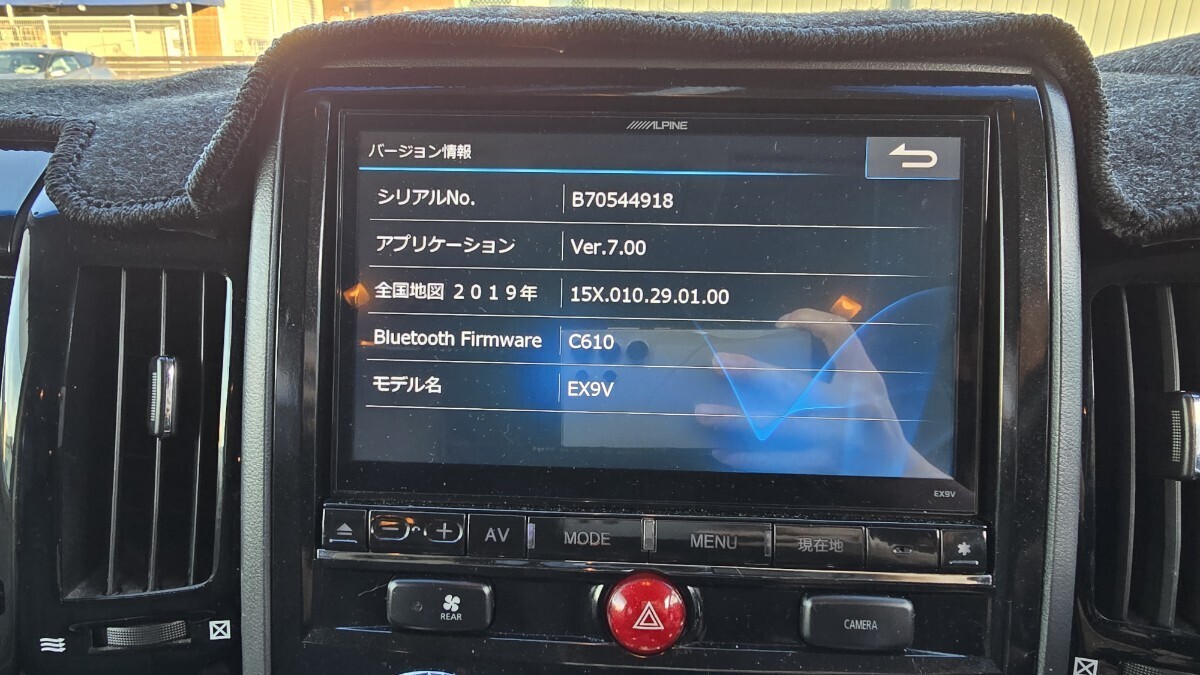 ALPINE
バージョン情報
シリアルNo. B70544918
アプリケーション Ver.7.00
全国地図 ２０１９年 15X.010.29.01.00
Bluetooth Firmware C610
モデル名 EX9V
EX9V
− + AV MODE MENU 現在地 *
REAR
CAMERA